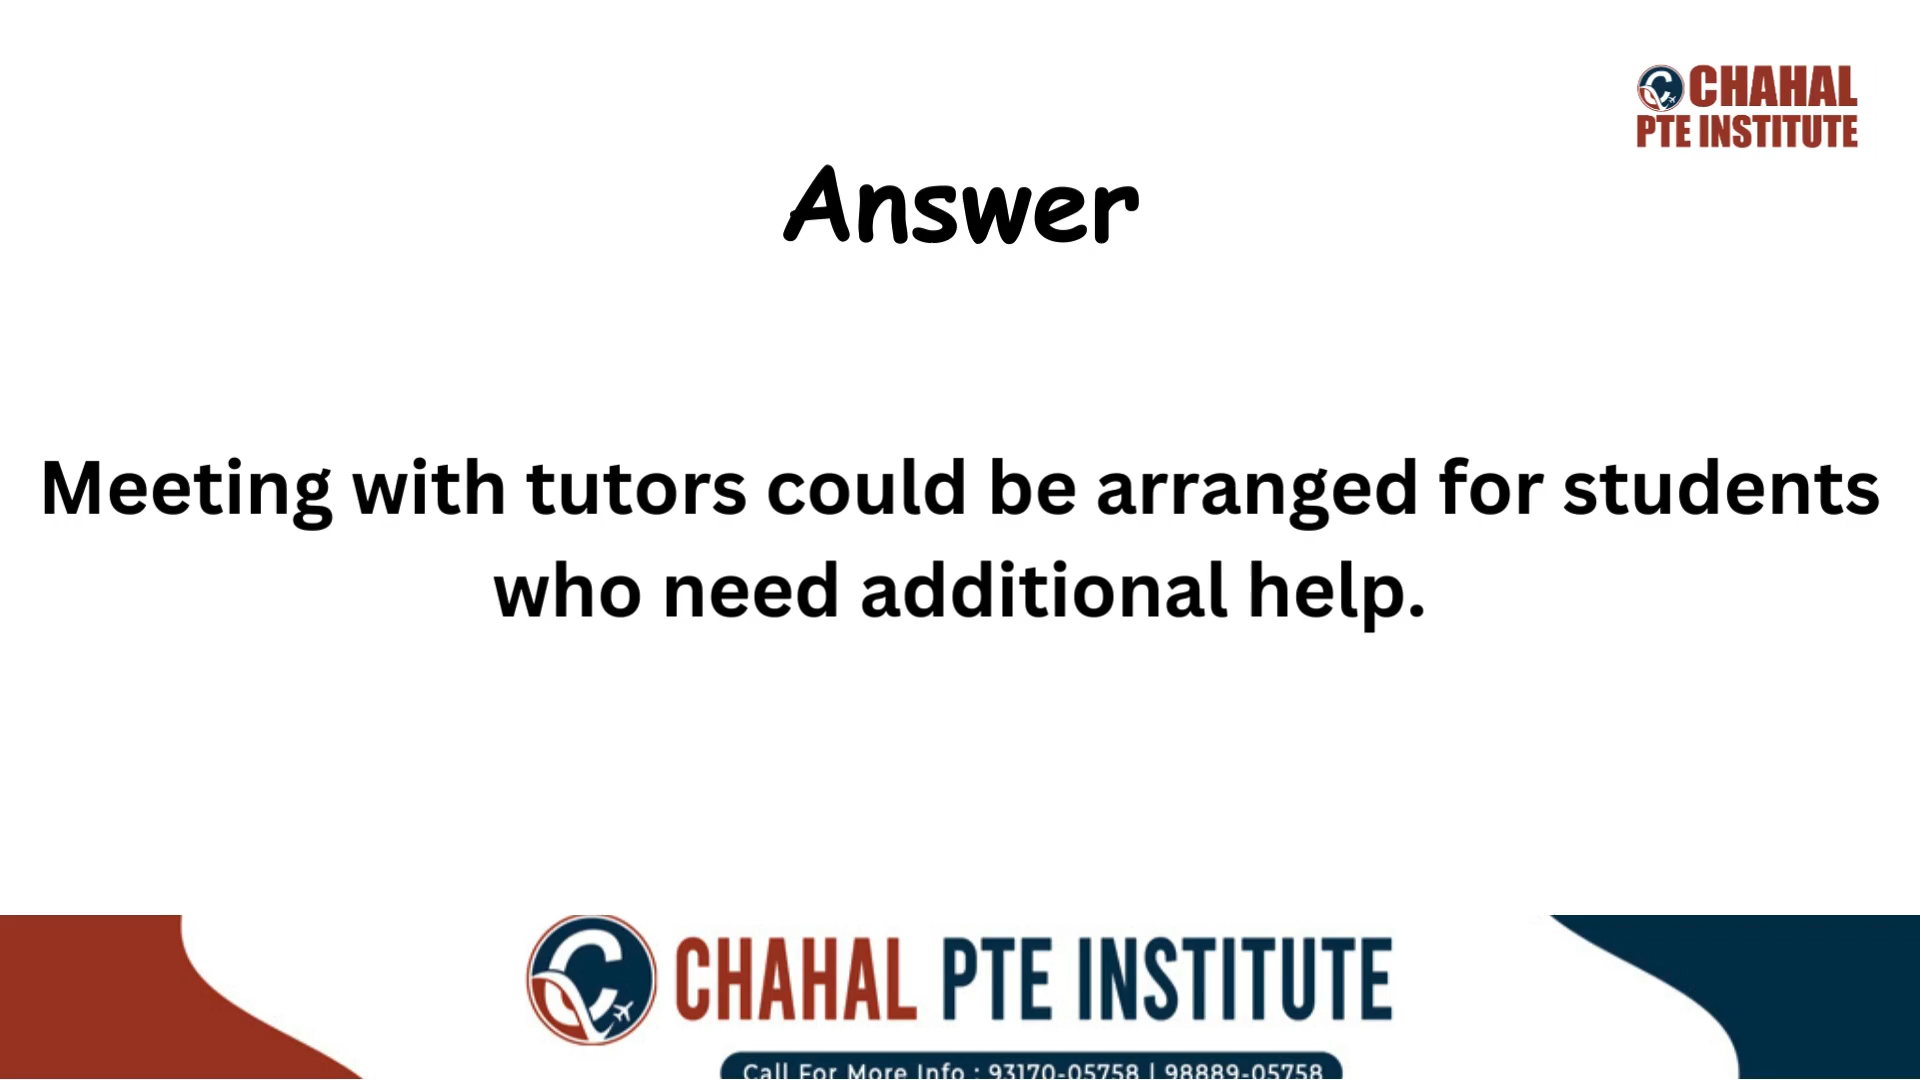 CHAHAL
PTE INSTITUTE
Answer
Meeting with tutors could be arranged for students
who need additional help.
CHAHAL PTE INSTITUTE
Call For More Info : 93170-05758 | 98889-05758